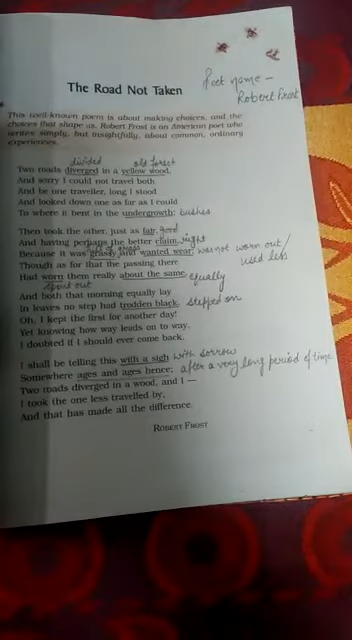 The Road Not Taken
Poet name -
Robert Frost
This well-known poem is about making choices, and the
choices that shape us. Robert Frost is an American poet who
writes simply, but insightfully, about common, ordinary
experiences.
divided old forest
Two roads diverged in a yellow wood,
And sorry I could not travel both
And be one traveller, long I stood
And looked down one as far as I could
To where it bent in the undergrowth; bushes
Then took the other, just as fair, good
And having perhaps the better claim, right
full of grass
Because it was grassy and wanted wear; was not worn out/
used less
Though as for that the passing there
Had worn them really about the same, equally
spent out
And both that morning equally lay
In leaves no step had trodden black. stepped on
Oh, I kept the first for another day!
Yet knowing how way leads on to way,
I doubted if I should ever come back.
I shall be telling this with a sigh with sorrow
Somewhere ages and ages hence: after a very long period of time
Two roads diverged in a wood, and I —
I took the one less travelled by,
And that has made all the difference.
ROBERT FROST